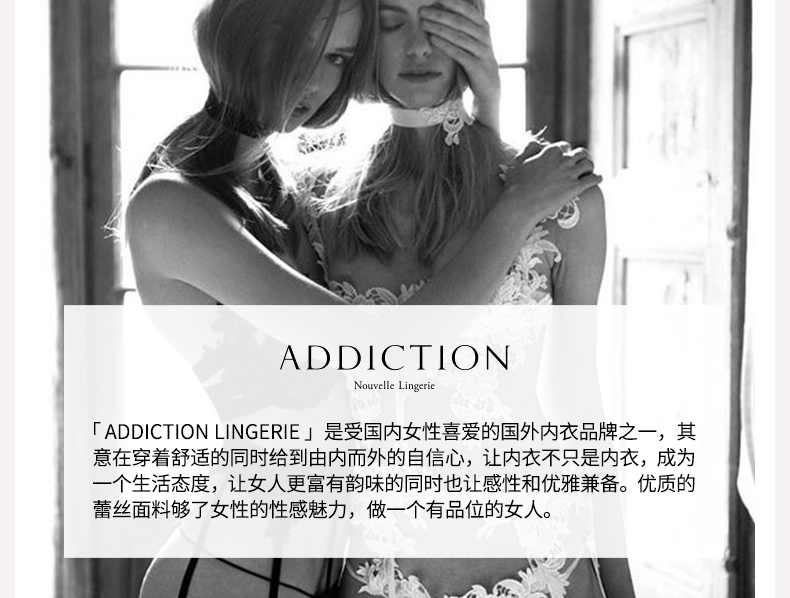 ADDICTION
Nouvelle Lingerie
「 ADDICTION LINGERIE 」是受国内女性喜爱的国外内衣品牌之一，其
意在穿着舒适的同时给到由内而外的自信心，让内衣不只是内衣，成为
一个生活态度，让女人更富有韵味的同时也让感性和优雅兼备。优质的
蕾丝面料够了女性的性感魅力，做一个有品位的女人。